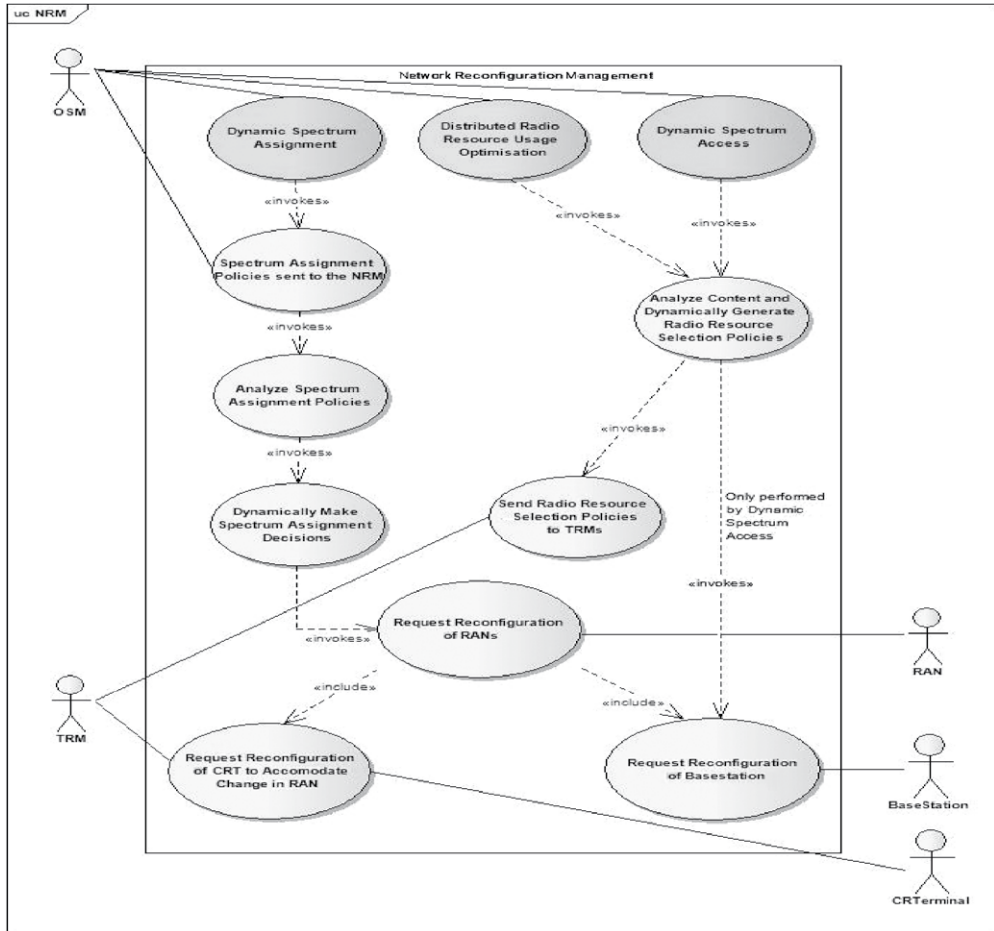 uc NRM
OSM
Network Reconfiguration Management
Dynamic Spectrum
Assignment
Distributed Radio
Resource Usage
Optimisation
Dynamic Spectrum
Access
«invokes»
«invokes»
«invokes»
Spectrum Assignment
Policies sent to the NRM
Analyze Content and
Dynamically Generate
Radio Resource
Selection Policies
«invokes»
Analyze Spectrum
Assignment Policies
«invokes»
«invokes»
Dynamically Make
Spectrum Assignment
Decisions
Send Radio Resource
Selection Policies
to TRMs
Only performed
by Dynamic
Spectrum
Access
«invokes»
Request Reconfiguration
of RANs
«invokes»
RAN
«include»
«include»
TRM
Request Reconfiguration
of CRT to Accomodate
Change in RAN
Request Reconfiguration
of Basestation
BaseStation
CRTerminal